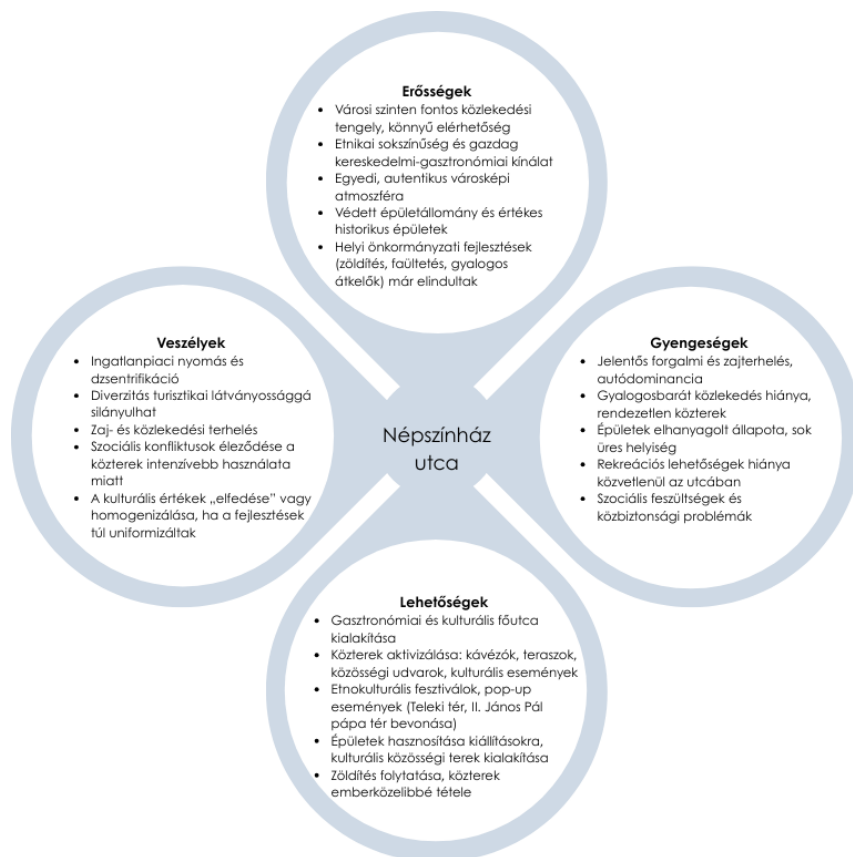 Erősségek
• Városi szinten fontos közlekedési
tengely, könnyű elérhetőség
• Etnikai sokszínűség és gazdag
kereskedelmi-gasztronómiai kínálat
• Egyedi, autentikus városképi
atmoszféra
• Védett épületállomány és értékes
historikus épületek
• Helyi önkormányzati fejlesztések
(zöldítés, faültetés, gyalogos
átkelők) már elindultak
Veszélyek
• Ingatlanpiaci nyomás és
dzsentrifikáció
• Diverzitás turisztikai látványossággá
silányulhat
• Zaj- és közlekedési terhelés
• Szociális konfliktusok éleződése a
közterek intenzívebb használata
miatt
• A kulturális értékek „elfedése” vagy
homogenizálása, ha a fejlesztések
túl uniformizáltak
Népszínház
utca
Gyengeségek
• Jelentős forgalmi és zajterhelés,
autódominancia
• Gyalogosbarát közlekedés hiánya,
rendezetlen közterek
• Épületek elhanyagolt állapota, sok
üres helyiség
• Rekreációs lehetőségek hiánya
közvetlenül az utcában
• Szociális feszültségek és
közbiztonsági problémák
Lehetőségek
• Gasztronómiai és kulturális főutca
kialakítása
• Közterek aktivizálása: kávézók, teraszok,
közösségi udvarok, kulturális események
• Etnokulturális fesztiválok, pop-up
események (Teleki tér, II. János Pál
pápa tér bevonása)
• Épületek hasznosítása kiállításokra,
kulturális közösségi terek kialakítása
• Zöldítés folytatása, közterek
emberközelibbé tétele